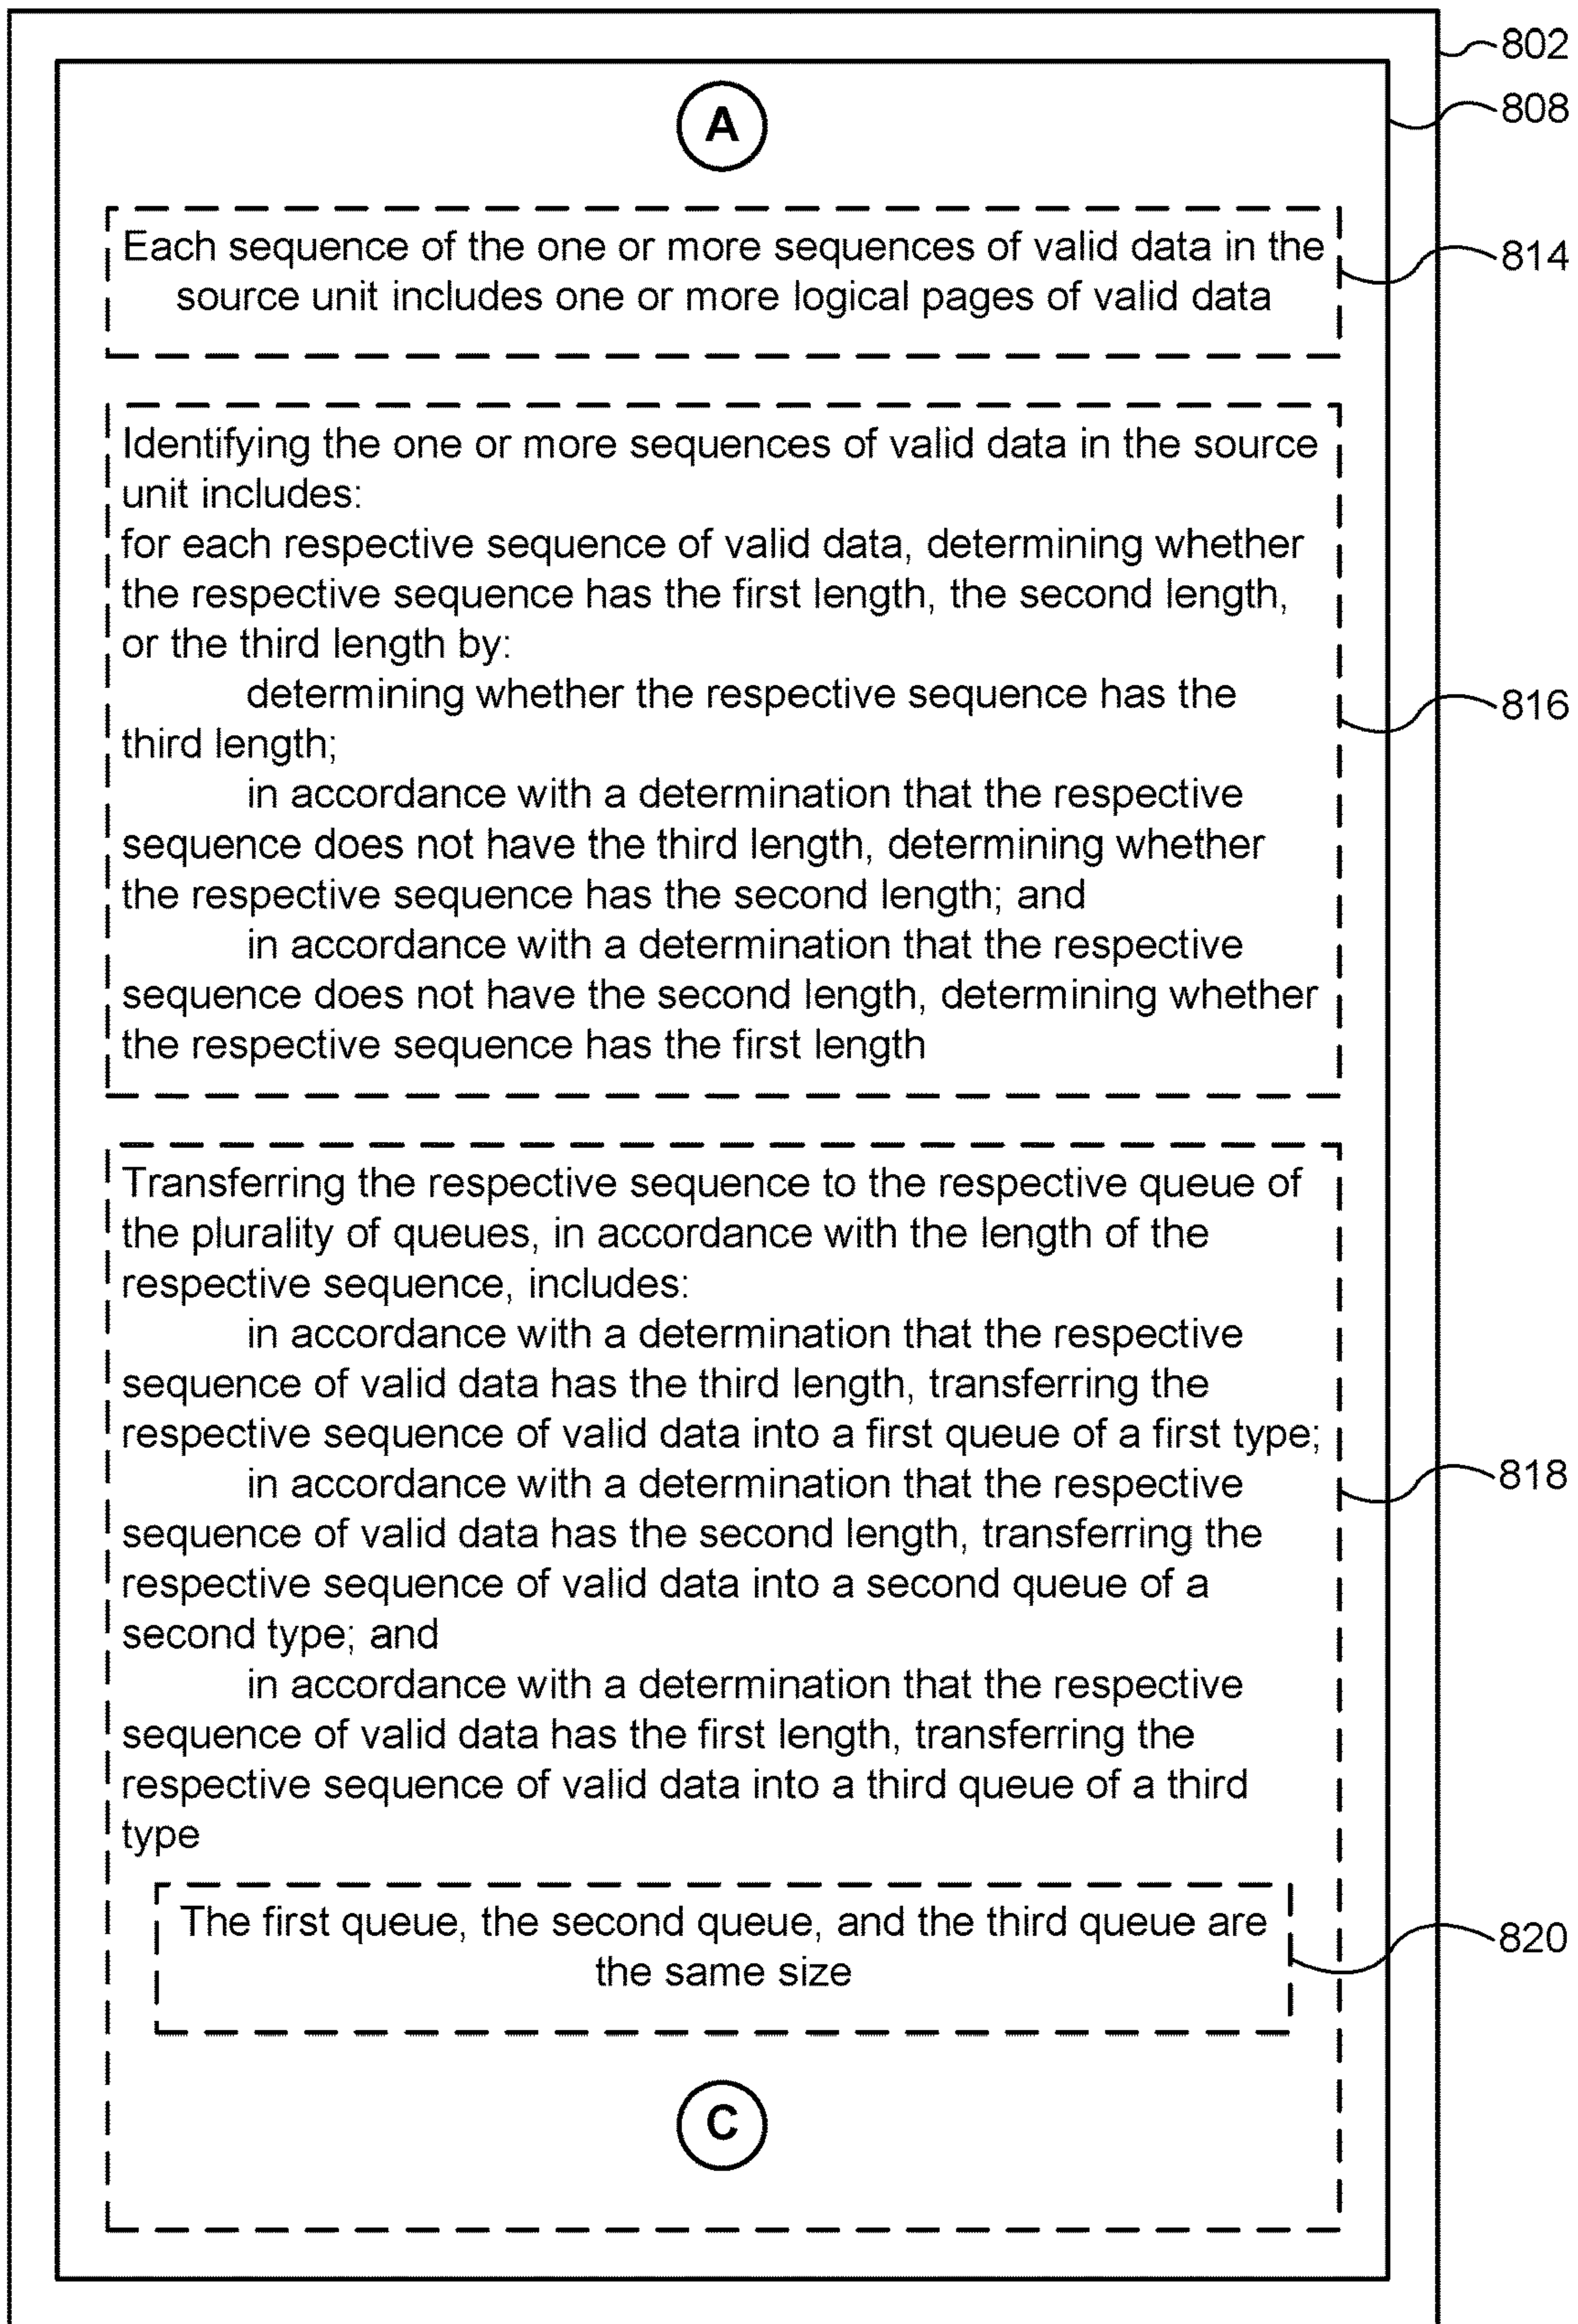 802
808
A
Each sequence of the one or more sequences of valid data in the
source unit includes one or more logical pages of valid data
814
Identifying the one or more sequences of valid data in the source
unit includes:
for each respective sequence of valid data, determining whether
the respective sequence has the first length, the second length,
or the third length by:
determining whether the respective sequence has the
third length;
in accordance with a determination that the respective
sequence does not have the third length, determining whether
the respective sequence has the second length; and
in accordance with a determination that the respective
sequence does not have the second length, determining whether
the respective sequence has the first length
816
Transferring the respective sequence to the respective queue of
the plurality of queues, in accordance with the length of the
respective sequence, includes:
in accordance with a determination that the respective
sequence of valid data has the third length, transferring the
respective sequence of valid data into a first queue of a first type;
in accordance with a determination that the respective
sequence of valid data has the second length, transferring the
respective sequence of valid data into a second queue of a
second type; and
in accordance with a determination that the respective
sequence of valid data has the first length, transferring the
respective sequence of valid data into a third queue of a third
type
818
The first queue, the second queue, and the third queue are
the same size
820
C